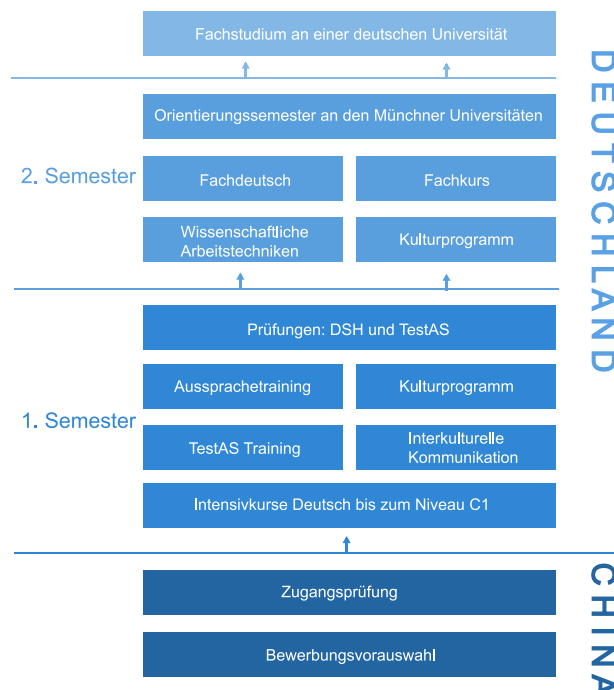 Fachstudium an einer deutschen Universität
DEUTSCHLAND
Orientierungssemester an den Münchner Universitäten
2. Semester
Fachdeutsch
Fachkurs
Wissenschaftliche
Arbeitstechniken
Kulturprogramm
Prüfungen: DSH und TestAS
1. Semester
Aussprachetraining
Kulturprogramm
TestAS Training
Interkulturelle
Kommunikation
Intensivkurse Deutsch bis zum Niveau C1
CHINA
Zugangsprüfung
Bewerbungsvorauswahl